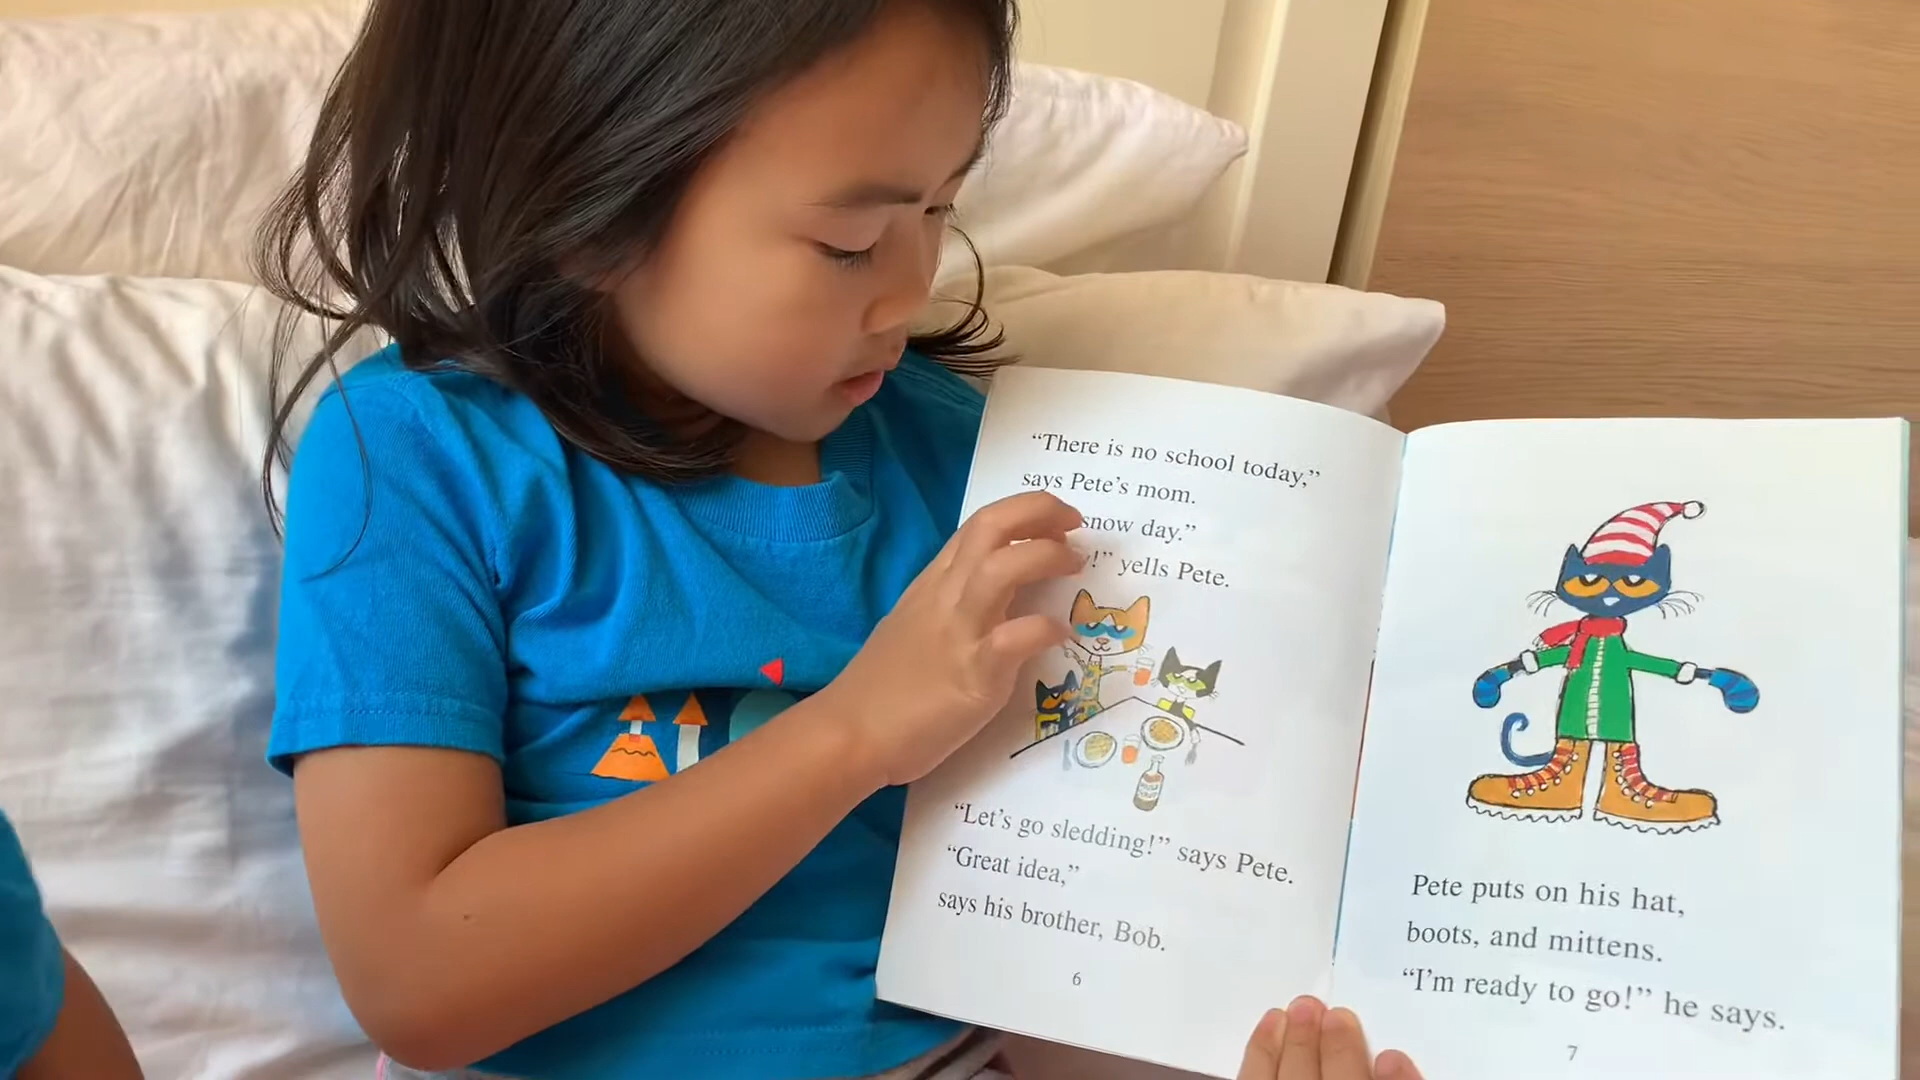 “There is no school today,”
says Pete’s mom.
snow day.”
!” yells Pete.
“Let’s go sledding!” says Pete.
“Great idea,”
says his brother, Bob.
6
Pete puts on his hat,
boots, and mittens.
“I’m ready to go!” he says.
7